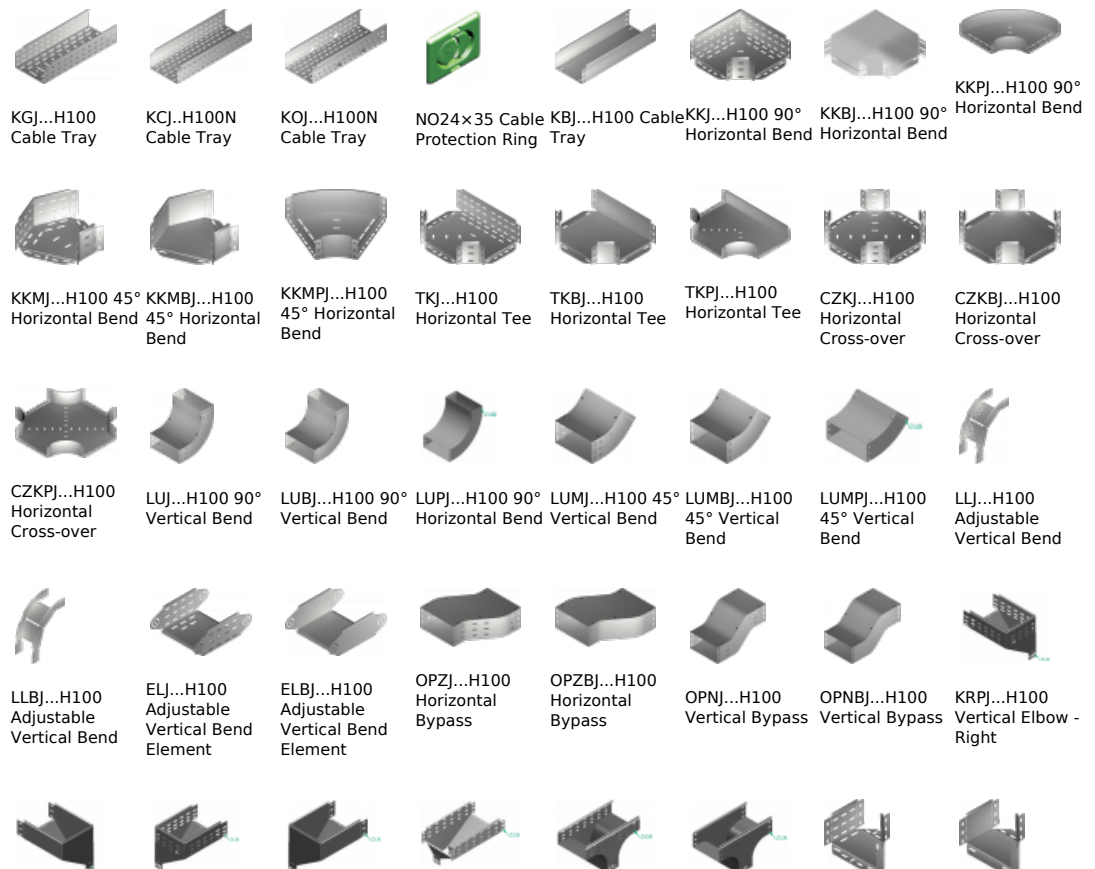 KGJ...H100
Cable Tray
KCJ..H100N
Cable Tray
KOJ...H100N
Cable Tray
NO24×35 Cable
Protection Ring
KBJ...H100 Cable
Tray
KKJ...H100 90°
Horizontal Bend
KKBJ...H100 90°
Horizontal Bend
KKPJ...H100 90°
Horizontal Bend
KKMJ...H100 45°
Horizontal Bend
KKMBJ...H100
45° Horizontal
Bend
KKMPJ...H100
45° Horizontal
Bend
TKJ...H100
Horizontal Tee
TKBJ...H100
Horizontal Tee
TKPJ...H100
Horizontal Tee
CZKJ...H100
Horizontal
Cross-over
CZKBJ...H100
Horizontal
Cross-over
CZKPJ...H100
Horizontal
Cross-over
LUJ...H100 90°
Vertical Bend
LUBJ...H100 90°
Vertical Bend
LUPJ...H100 90°
Horizontal Bend
LUMJ...H100 45°
Vertical Bend
LUMBJ...H100
45° Vertical
Bend
LUMPJ...H100
45° Vertical
Bend
LLJ...H100
Adjustable
Vertical Bend
LLBJ...H100
Adjustable
Vertical Bend
ELJ...H100
Adjustable
Vertical Bend
Element
ELBJ...H100
Adjustable
Vertical Bend
Element
OPZJ...H100
Horizontal
Bypass
OPZBJ...H100
Horizontal
Bypass
OPNJ...H100
Vertical Bypass
OPNBJ...H100
Vertical Bypass
KRPJ...H100
Vertical Elbow -
Right